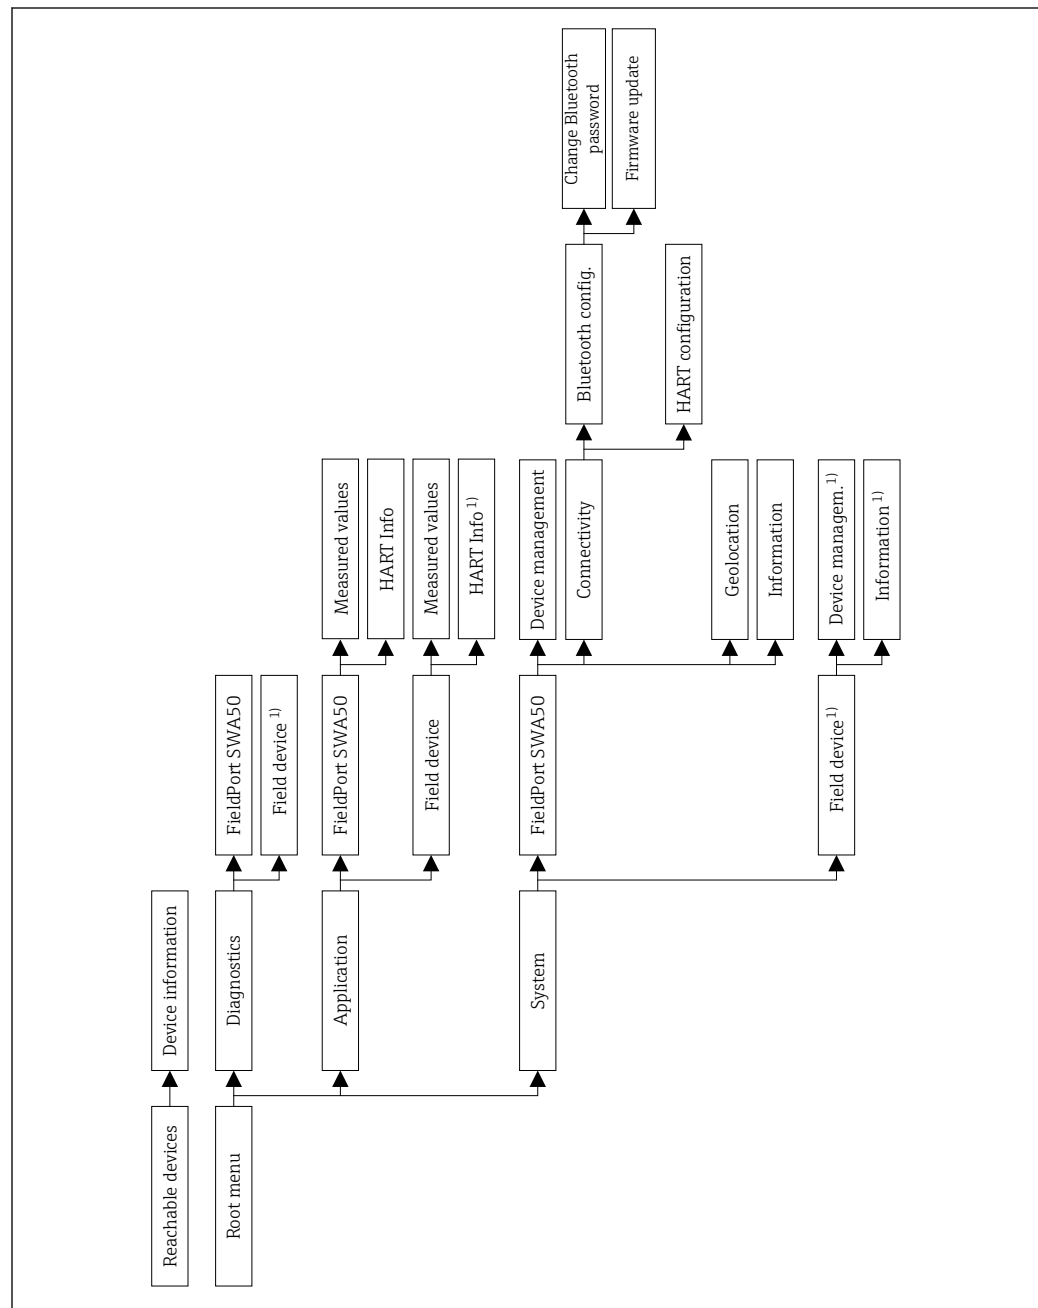 Reachable devices
Device information
Root menu
Diagnostics
FieldPort SWA50
Field device 1)
Application
FieldPort SWA50
Measured values
HART Info
Field device
Measured values
HART Info 1)
System
FieldPort SWA50
Device management
Connectivity
Bluetooth config.
Change Bluetooth
password
Firmware update
HART configuration
Geolocation
Information
Field device1)
Device managem.1)
Information 1)